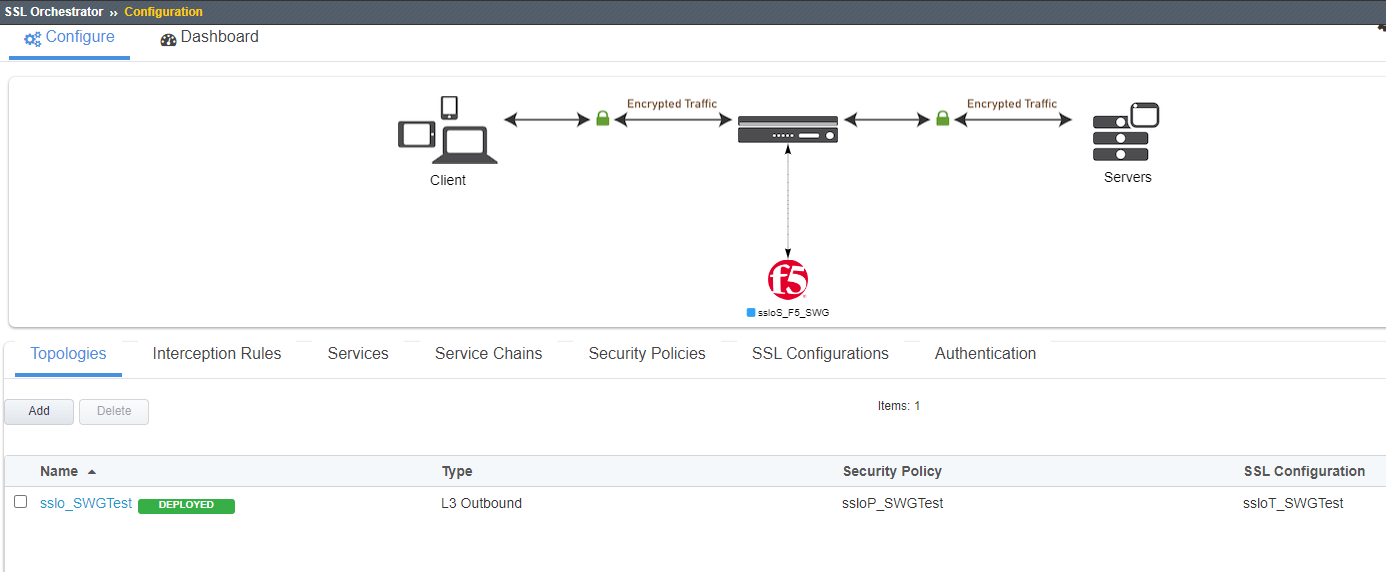 SSL Orchestrator ›› Configuration
Configure Dashboard
Encrypted Traffic Encrypted Traffic
Client Servers
f5
ssloS_F5_SWG
Topologies Interception Rules Services Service Chains Security Policies SSL Configurations Authentication
Add Delete Items: 1
Name Type Security Policy SSL Configuration
sslo_SWGTest DEPLOYED L3 Outbound ssloP_SWGTest ssloT_SWGTest